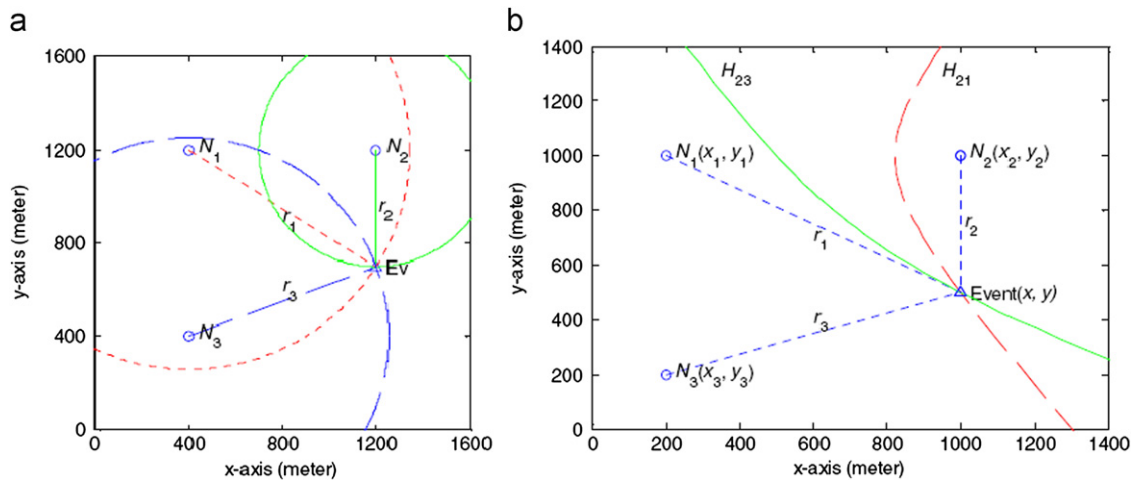 a
1600
1200
800
400
0
0
400
800
1200
1600
y-axis (meter)
x-axis (meter)
N1
N2
r1
r2
Ev
r3
N3
b
1400
1200
1000
800
600
400
200
0
0
200
400
600
800
1000
1200
1400
y-axis (meter)
x-axis (meter)
H23
H21
N1(x1, y1)
N2(x2, y2)
r1
r2
Event(x, y)
r3
N3(x3, y3)